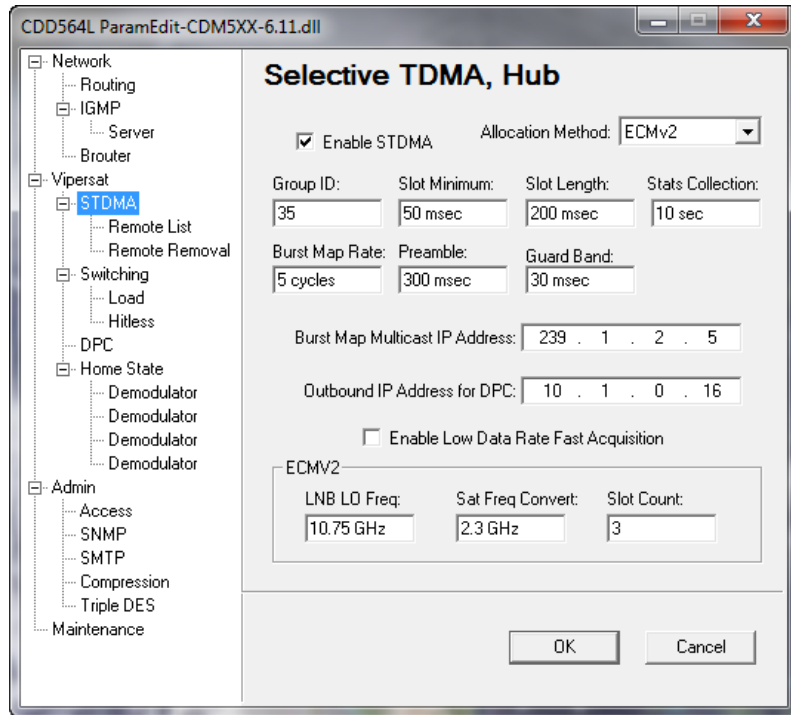 CDD564L ParamEdit-CDM5XX-6.11.dll
Network
Routing
IGMP
Server
Brouter
Vipersat
STDMA
Remote List
Remote Removal
Switching
Load
Hitless
DPC
Home State
Demodulator
Demodulator
Demodulator
Demodulator
Admin
Access
SNMP
SMTP
Compression
Triple DES
Maintenance
Selective TDMA, Hub
Enable STDMA Allocation Method: ECMv2
Group ID: Slot Minimum: Slot Length: Stats Collection:
35 50 msec 200 msec 10 sec
Burst Map Rate: Preamble: Guard Band:
5 cycles 300 msec 30 msec
Burst Map Multicast IP Address: 239 . 1 . 2 . 5
Outbound IP Address for DPC: 10 . 1 . 0 . 16
Enable Low Data Rate Fast Acquisition
ECMV2
LNB LO Freq: Sat Freq Convert: Slot Count:
10.75 GHz 2.3 GHz 3
OK Cancel